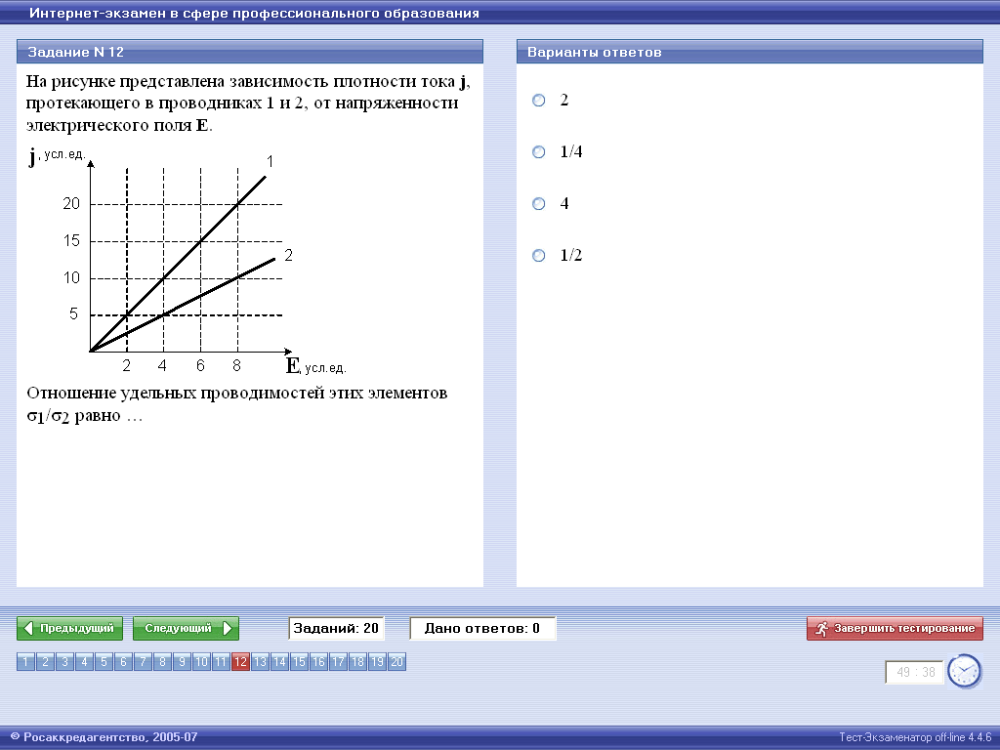 Интернет-экзамен в сфере профессионального образования
Задание N 12
На рисунке представлена зависимость плотности тока j,
протекающего в проводниках 1 и 2, от напряженности
электрического поля E.
j, усл.ед.
1
20
15
2
10
5
2 4 6 8
E, усл.ед.
Отношение удельных проводимостей этих элементов
σ1/σ2 равно …
Варианты ответов
2
1/4
4
1/2
Предыдущий
Следующий
Заданий: 20
Дано ответов: 0
Завершить тестирование
1 2 3 4 5 6 7 8 9 10 11 12 13 14 15 16 17 18 19 20
49 : 38
© Росаккредагентство, 2005-07
Тест-Экзаменатор off-line 4.4.6